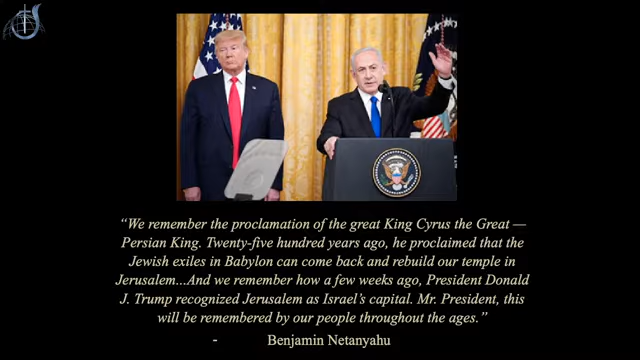 “We remember the proclamation of the great King Cyrus the Great —
Persian King. Twenty-five hundred years ago, he proclaimed that the
Jewish exiles in Babylon can come back and rebuild our temple in
Jerusalem...And we remember how a few weeks ago, President Donald
J. Trump recognized Jerusalem as Israel’s capital. Mr. President, this
will be remembered by our people throughout the ages.”
- Benjamin Netanyahu